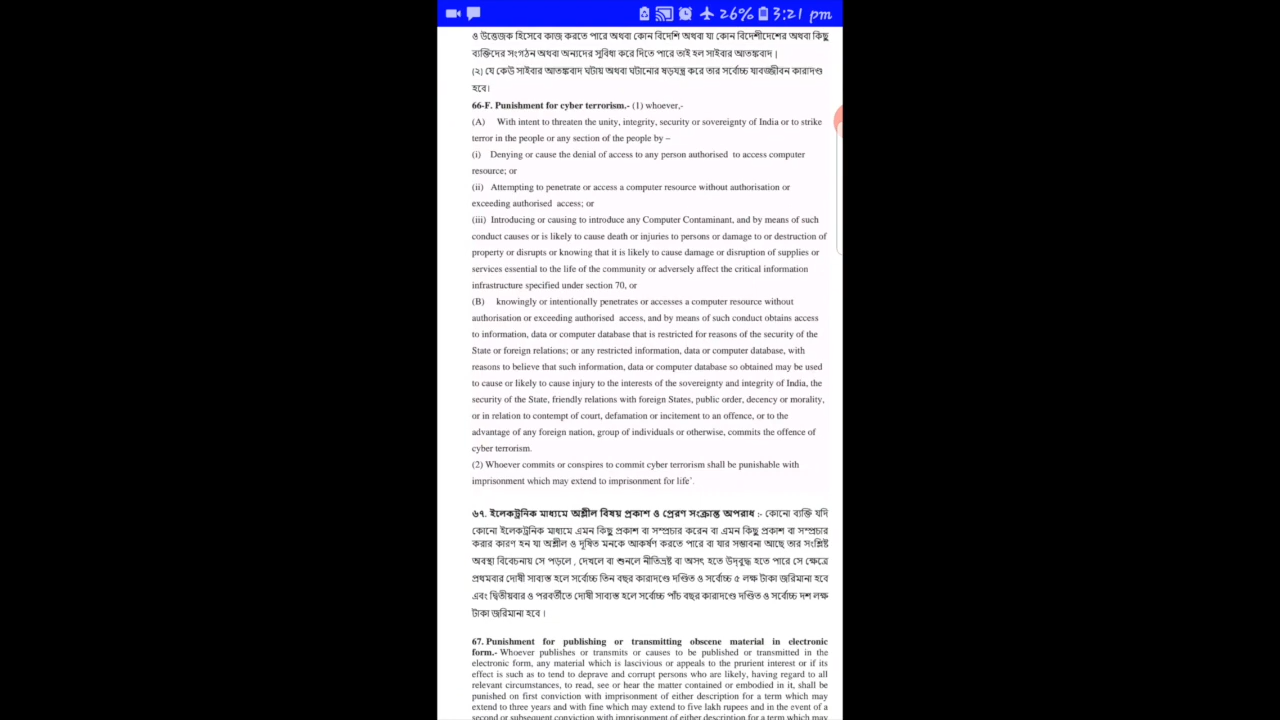 26% 3:21 pm
ও উত্তেজক হিসেবে কাজ করতে পারে অথবা কোন বিদেশি অথবা যা কোন বিদেশীদেশের অথবা কিছু
ব্যক্তিদের সংগঠন অথবা অন্যদের সুবিধা করে দিতে পারে তাই হল সাইবার আতঙ্কবাদ |
(২) যে কেউ সাইবার আতঙ্কবাদ ঘটায় অথবা ঘটানোর ষড়যন্ত্র করে তার সর্বোচ্চ যাবজ্জীবন কারাদণ্ড
হবে।
66-F. Punishment for cyber terrorism.- (1) whoever,-
(A) With intent to threaten the unity, integrity, security or sovereignty of India or to strike
terror in the people or any section of the people by –
(i) Denying or cause the denial of access to any person authorised to access computer
resource; or
(ii) Attempting to penetrate or access a computer resource without authorisation or
exceeding authorised access; or
(iii) Introducing or causing to introduce any Computer Contaminant, and by means of such
conduct causes or is likely to cause death or injuries to persons or damage to or destruction of
property or disrupts or knowing that it is likely to cause damage or disruption of supplies or
services essential to the life of the community or adversely affect the critical information
infrastructure specified under section 70, or
(B) knowingly or intentionally penetrates or accesses a computer resource without
authorisation or exceeding authorised access, and by means of such conduct obtains access
to information, data or computer database that is restricted for reasons of the security of the
State or foreign relations; or any restricted information, data or computer database, with
reasons to believe that such information, data or computer database so obtained may be used
to cause or likely to cause injury to the interests of the sovereignty and integrity of India, the
security of the State, friendly relations with foreign States, public order, decency or morality,
or in relation to contempt of court, defamation or incitement to an offence, or to the
advantage of any foreign nation, group of individuals or otherwise, commits the offence of
cyber terrorism.
(2) Whoever commits or conspires to commit cyber terrorism shall be punishable with
imprisonment which may extend to imprisonment for life'.
৬৭. ইলেকট্রনিক মাধ্যমে অশ্লীল বিষয় প্রকাশ ও প্রেরণ সংক্রান্ত অপরাধ :- কোনো ব্যক্তি যদি
কোনো ইলেকট্রনিক মাধ্যমে এমন কিছু প্রকাশ বা সম্প্রচার করেন বা এমন কিছু প্রকাশ বা সম্প্রচার
করার কারণ হন যা অশ্লীল ও দূষিত মনকে আকর্ষণ করতে পারে বা যার সম্ভাবনা আছে তার সংশ্লিষ্ট
অবস্থা বিবেচনায় সে পড়লে , দেখলে বা শুনলে নীতিভ্রষ্ট বা অসৎ হতে উদ্বুদ্ধ হতে পারে সে ক্ষেত্রে
প্রথমবার দোষী সাব্যস্ত হলে সর্বোচ্চ তিন বছর কারাদণ্ডে দণ্ডিত ও সর্বোচ্চ ৫ লক্ষ টাকা জরিমানা হবে
এবং দ্বিতীয়বার ও পরবর্তীতে দোষী সাব্যস্ত হলে সর্বোচ্চ পাঁচ বছর কারাদণ্ডে দণ্ডিত ও সর্বোচ্চ দশ লক্ষ
টাকা জরিমানা হবে ।
67. Punishment for publishing or transmitting obscene material in electronic
form.- Whoever publishes or transmits or causes to be published or transmitted in the
electronic form, any material which is lascivious or appeals to the prurient interest or if its
effect is such as to tend to deprave and corrupt persons who are likely, having regard to all
relevant circumstances, to read, see or hear the matter contained or embodied in it, shall be
punished on first conviction with imprisonment of either description for a term which may
extend to three years and with fine which may extend to five lakh rupees and in the event of a
second or subsequent conviction with imprisonment of either description for a term which may